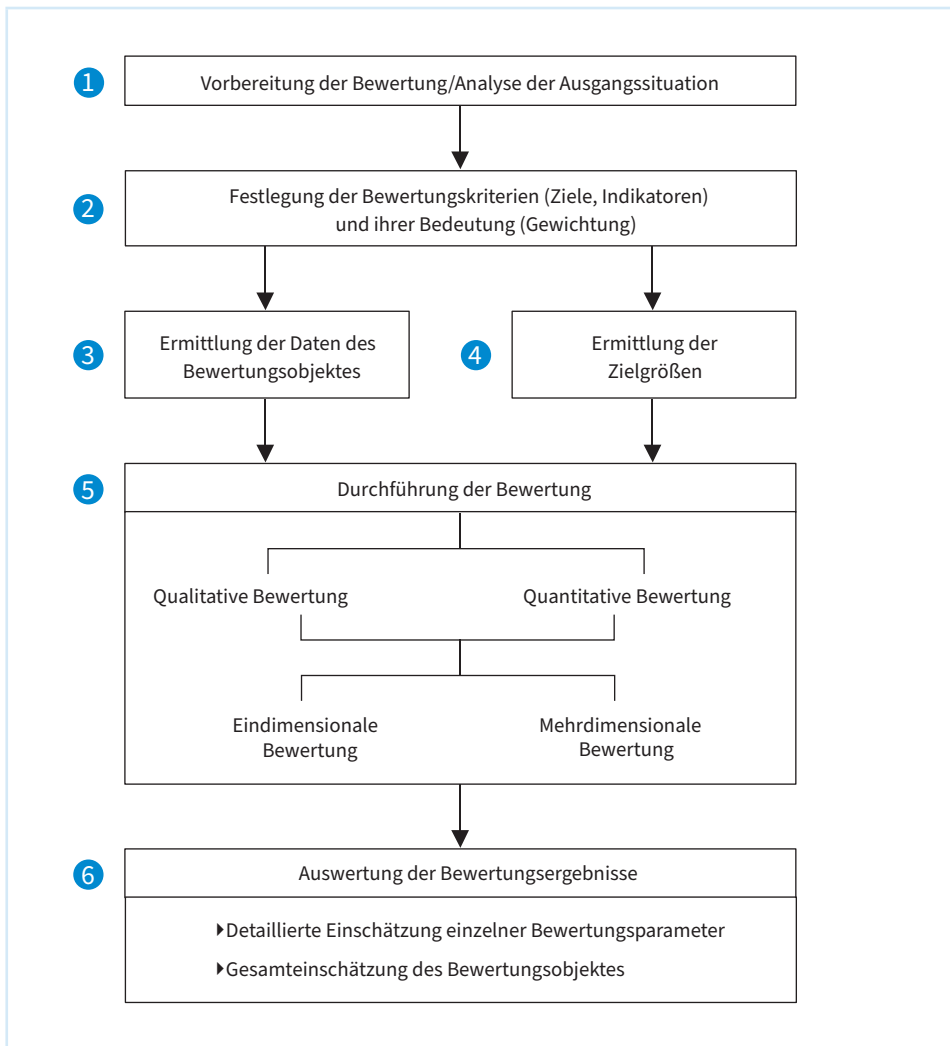 1
Vorbereitung der Bewertung/Analyse der Ausgangssituation
2
Festlegung der Bewertungskriterien (Ziele, Indikatoren)
und ihrer Bedeutung (Gewichtung)
3
Ermittlung der Daten des
Bewertungsobjektes
4
Ermittlung der
Zielgrößen
5
Durchführung der Bewertung
Qualitative Bewertung
Quantitative Bewertung
Eindimensionale
Bewertung
Mehrdimensionale
Bewertung
6
Auswertung der Bewertungsergebnisse
Detaillierte Einschätzung einzelner Bewertungsparameter
Gesamteinschätzung des Bewertungsobjektes